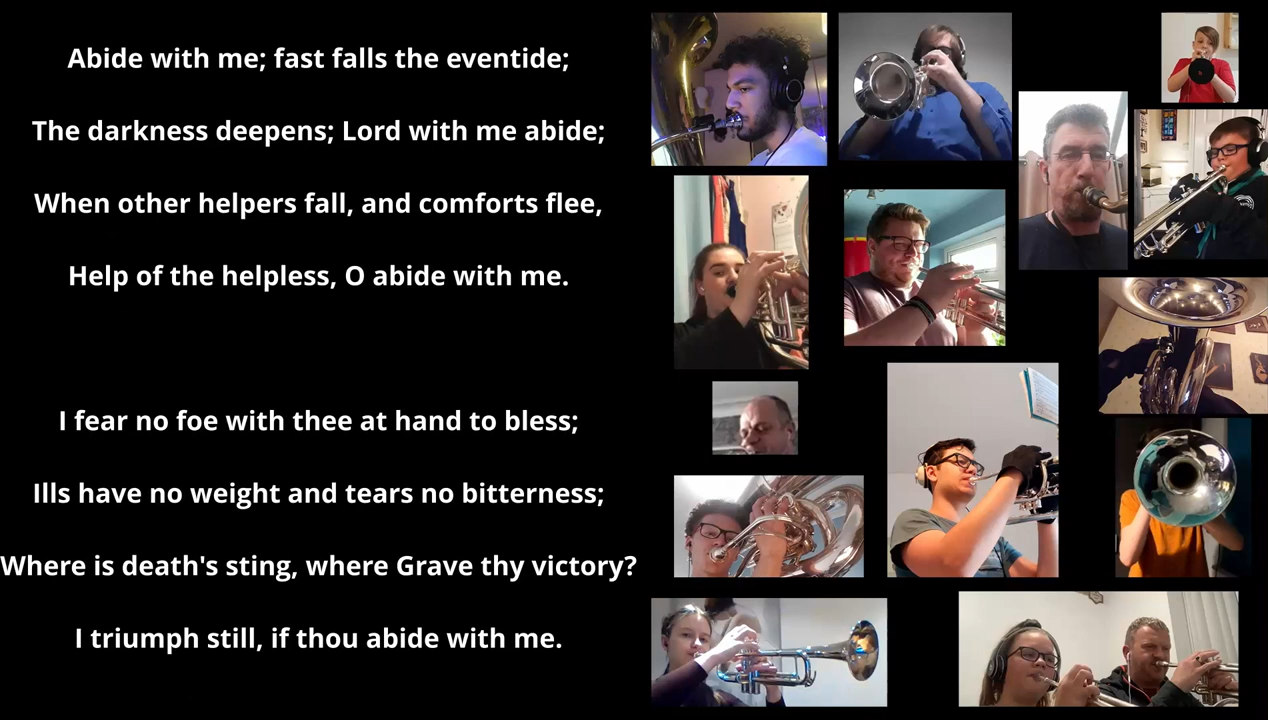 Abide with me; fast falls the eventide;
The darkness deepens; Lord with me abide;
When other helpers fall, and comforts flee,
Help of the helpless, O abide with me.
I fear no foe with thee at hand to bless;
Ills have no weight and tears no bitterness;
Where is death's sting, where Grave thy victory?
I triumph still, if thou abide with me.